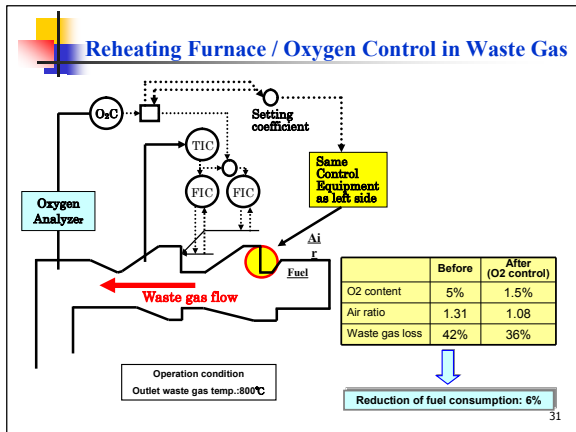 Reheating Furnace / Oxygen Control in Waste Gas
O₂C
Setting
coefficient
TIC
FIC
FIC
Same
Control
Equipment
as left side
Oxygen
Analyzer
Ai
r
Fuel
Waste gas flow
Before
After
(O2 control)
O2 content 5% 1.5%
Air ratio 1.31 1.08
Waste gas loss 42% 36%
Operation condition
Outlet waste gas temp.:800℃
Reduction of fuel consumption: 6%
31